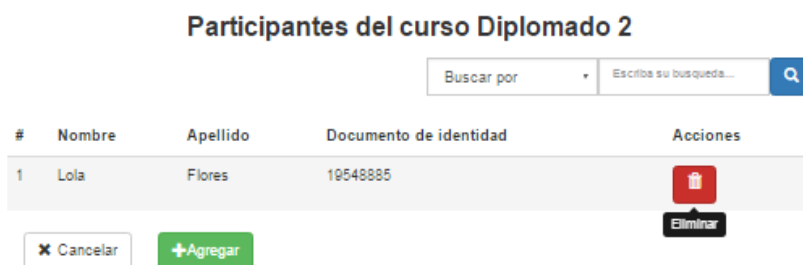 Participantes del curso Diplomado 2
Buscar por Escriba su busqueda...
# Nombre Apellido Documento de identidad Acciones
1 Lola Flores 19548885
Eliminar
Cancelar Agregar